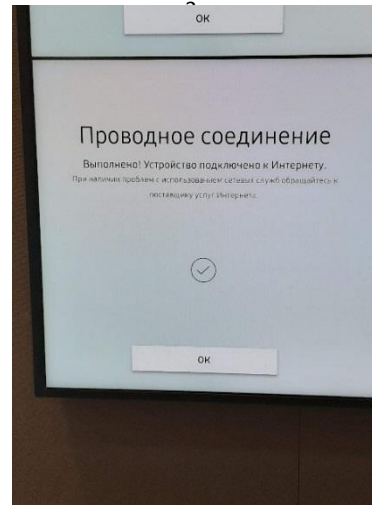 ОК
Проводное соединение
Выполнено! Устройство подключено к Интернету.
При наличии проблем с использованием сетевых служб обращайтесь к
поставщику услуг Интернета.
ОК